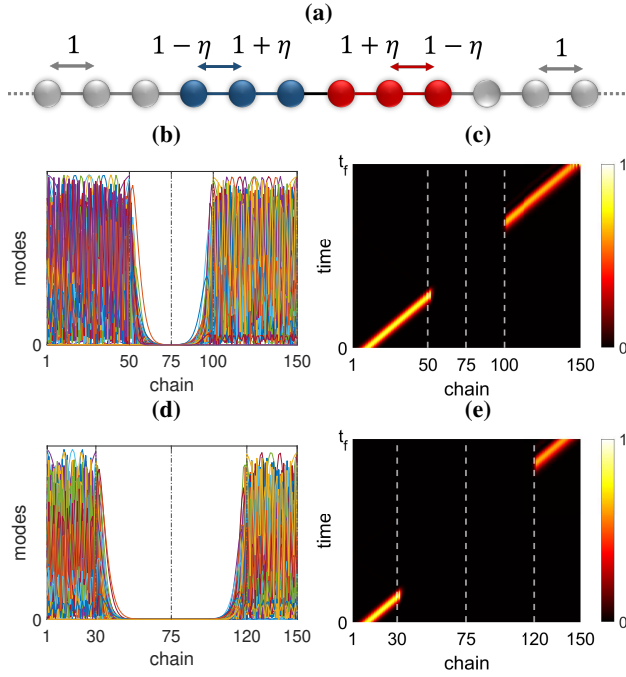 (a)
1 1 − η 1 + η 1 + η 1 − η 1
(b) (c)
modes
0
1 50 75 100 150
chain
time
t_f
0
1 50 75 100 150
chain
1
0
(d) (e)
modes
0
1 30 75 120 150
chain
time
t_f
0
1 30 75 120 150
chain
1
0